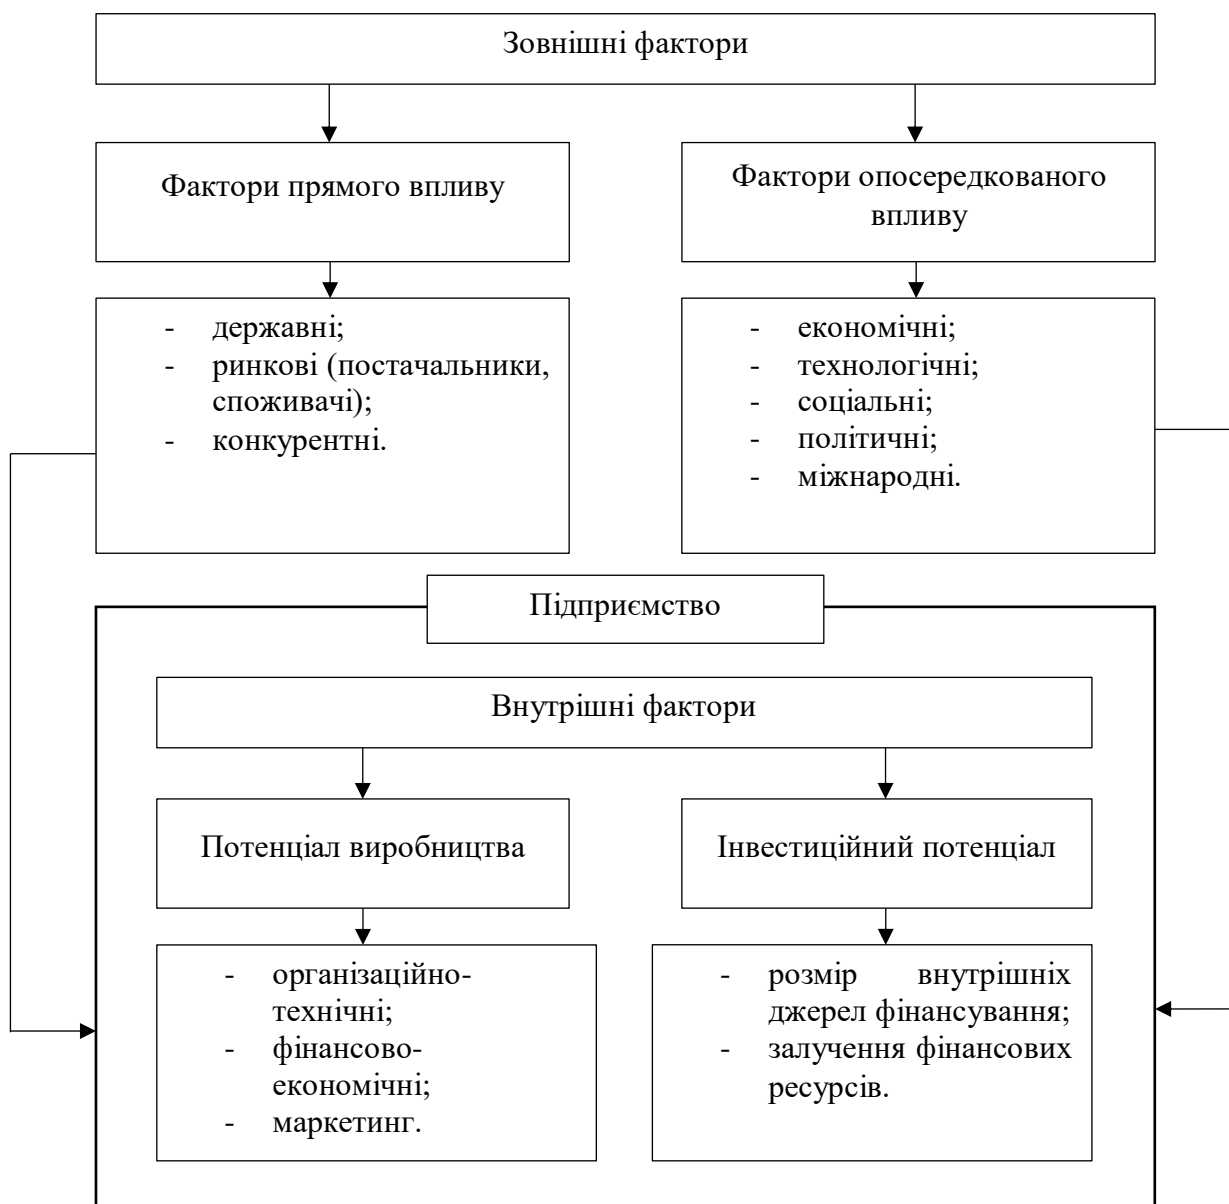 Зовнішні фактори
Фактори прямого впливу
Фактори опосередкованого
впливу
- державні;
- ринкові (постачальники,
споживачі);
- конкурентні.
- економічні;
- технологічні;
- соціальні;
- політичні;
- міжнародні.
Підприємство
Внутрішні фактори
Потенціал виробництва
Інвестиційний потенціал
- організаційно-
технічні;
- фінансово-
економічні;
- маркетинг.
- розмір внутрішніх
джерел фінансування;
- залучення фінансових
ресурсів.